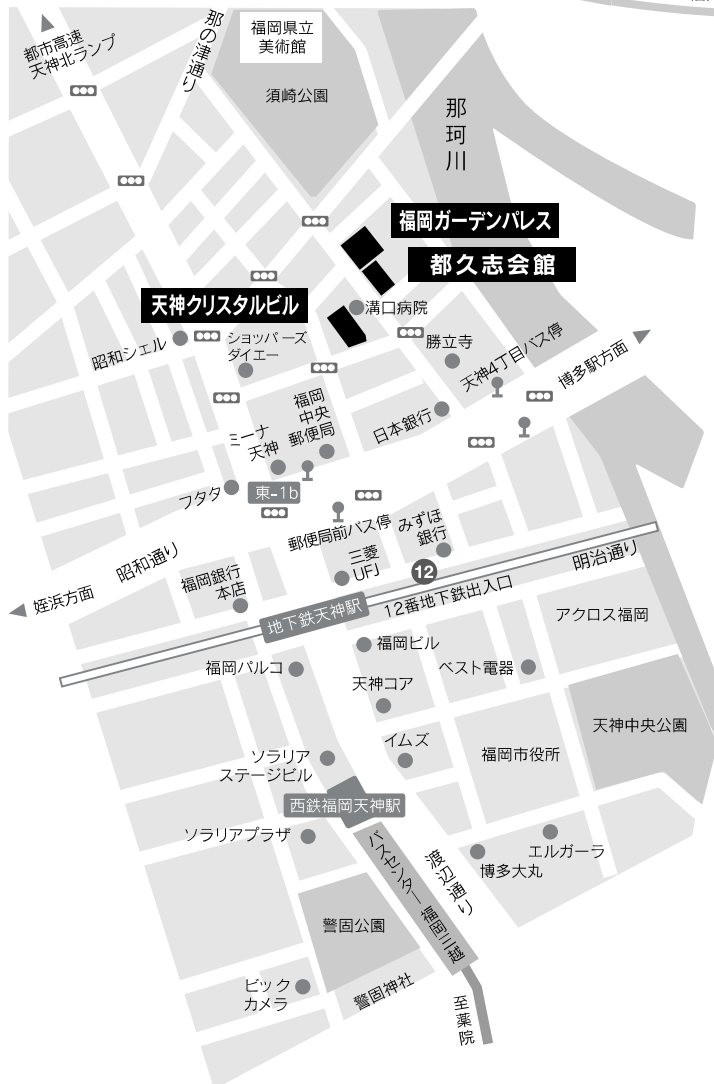 都市高速
天神北ランプ
那の津通り
福岡県立
美術館
須崎公園
那珂川
福岡ガーデンパレス
都久志会館
天神クリスタルビル
溝口病院
昭和シェル
ショッパーズ
ダイエー
勝立寺
天神4丁目バス停
博多駅方面
福岡
中央
郵便局
日本銀行
ミーナ
天神
フタタ
東-1b
郵便局前バス停
みずほ
銀行
昭和通り
姪浜方面
福岡銀行
本店
三菱
UFJ
12
12番地下鉄出入口
明治通り
地下鉄天神駅
アクロス福岡
福岡ビル
福岡パルコ
ベスト電器
天神コア
天神中央公園
イムズ
福岡市役所
ソラリア
ステージビル
西鉄福岡天神駅
ソラリアプラザ
エルガーラ
博多大丸
渡辺通り
バスセンター 福岡三越
警固公園
ビック
カメラ
警固神社
至薬院